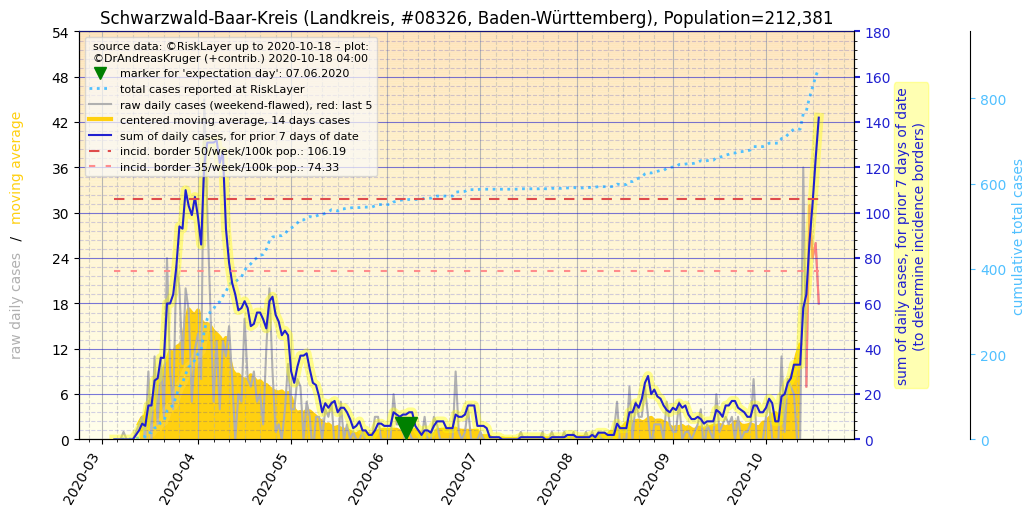 Schwarzwald-Baar-Kreis (Landkreis, #08326, Baden-Württemberg), Population=212,381
source data: ©RiskLayer up to 2020-10-18 – plot:
©DrAndreasKruger (+contrib.) 2020-10-18 04:00
marker for 'expectation day': 07.06.2020
total cases reported at RiskLayer
raw daily cases (weekend-flawed), red: last 5
centered moving average, 14 days cases
sum of daily cases, for prior 7 days of date
incid. border 50/week/100k pop.: 106.19
incid. border 35/week/100k pop.: 74.33
raw daily cases / moving average
54
48
42
36
30
24
18
12
6
0
2020-03
2020-04
2020-05
2020-06
2020-07
2020-08
2020-09
2020-10
180
160
140
120
100
80
60
40
20
0
sum of daily cases, for prior 7 days of date
(to determine incidence borders)
800
600
400
200
0
cumulative total cases